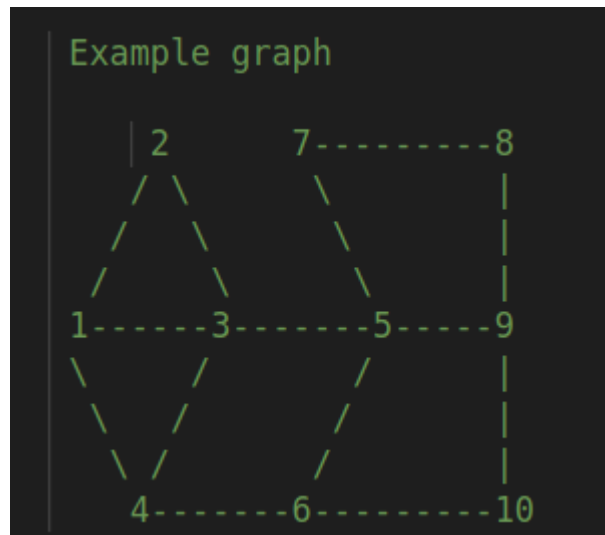 Example graph
    2      7---------8
   / \       \        |
  /   \       \       |
 /     \       \      |
1------3-------5-----9
\     /       /       |
 \   /       /        |
  \ /       /         |
   4-------6---------10